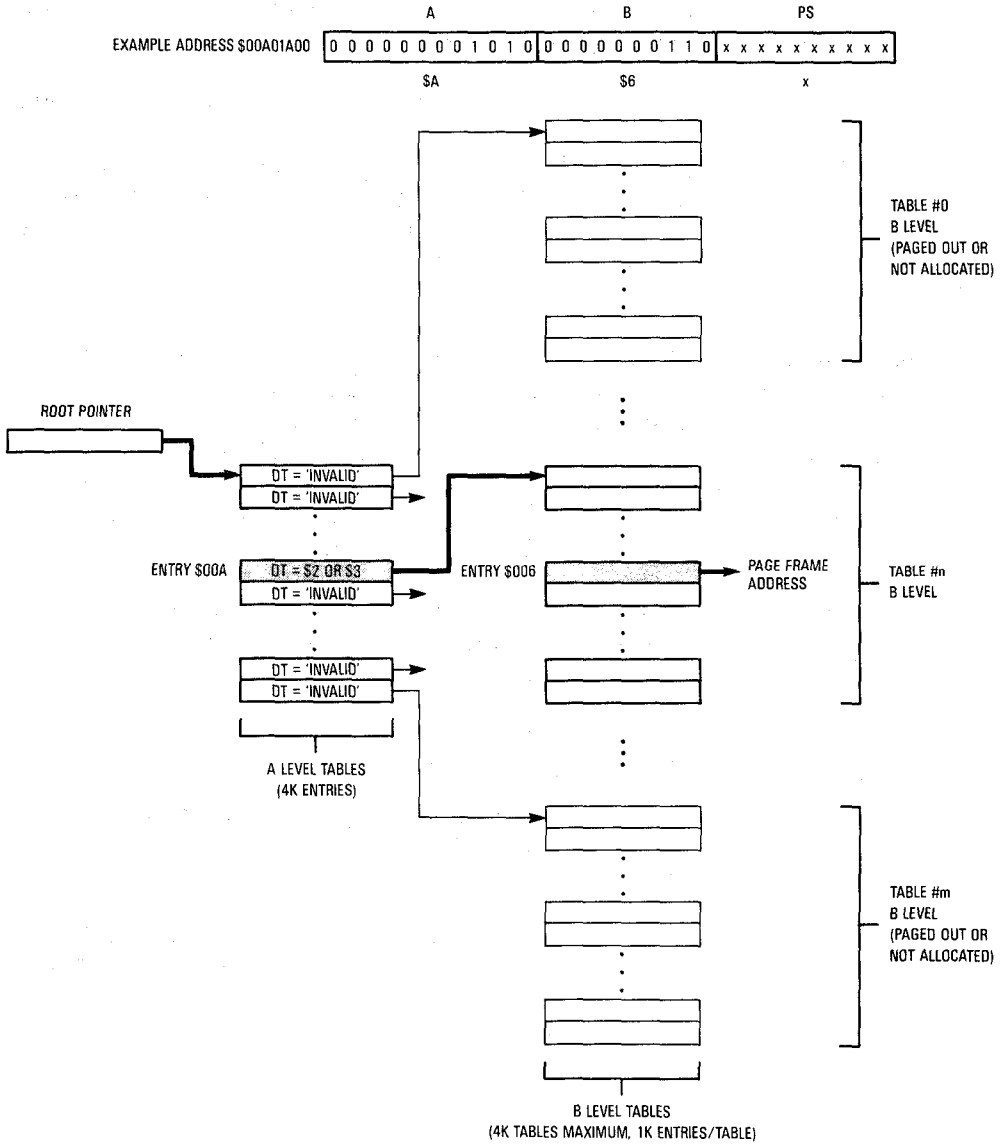 A B PS
EXAMPLE ADDRESS $00A01A00 0 0 0 0 0 0 0 0 1 0 1 0 0 0 0 0 0 0 0 1 1 0 x x x x x x x x x x
$A $6 x
TABLE #0
B LEVEL
(PAGED OUT OR
NOT ALLOCATED)
ROOT POINTER
DT = 'INVALID'
DT = 'INVALID'
ENTRY $00A DT = $2 OR $3 ENTRY $006 PAGE FRAME
ADDRESS
DT = 'INVALID'
TABLE #n
B LEVEL
DT = 'INVALID'
DT = 'INVALID'
A LEVEL TABLES
(4K ENTRIES)
TABLE #m
B LEVEL
(PAGED OUT OR
NOT ALLOCATED)
B LEVEL TABLES
(4K TABLES MAXIMUM, 1K ENTRIES/TABLE)